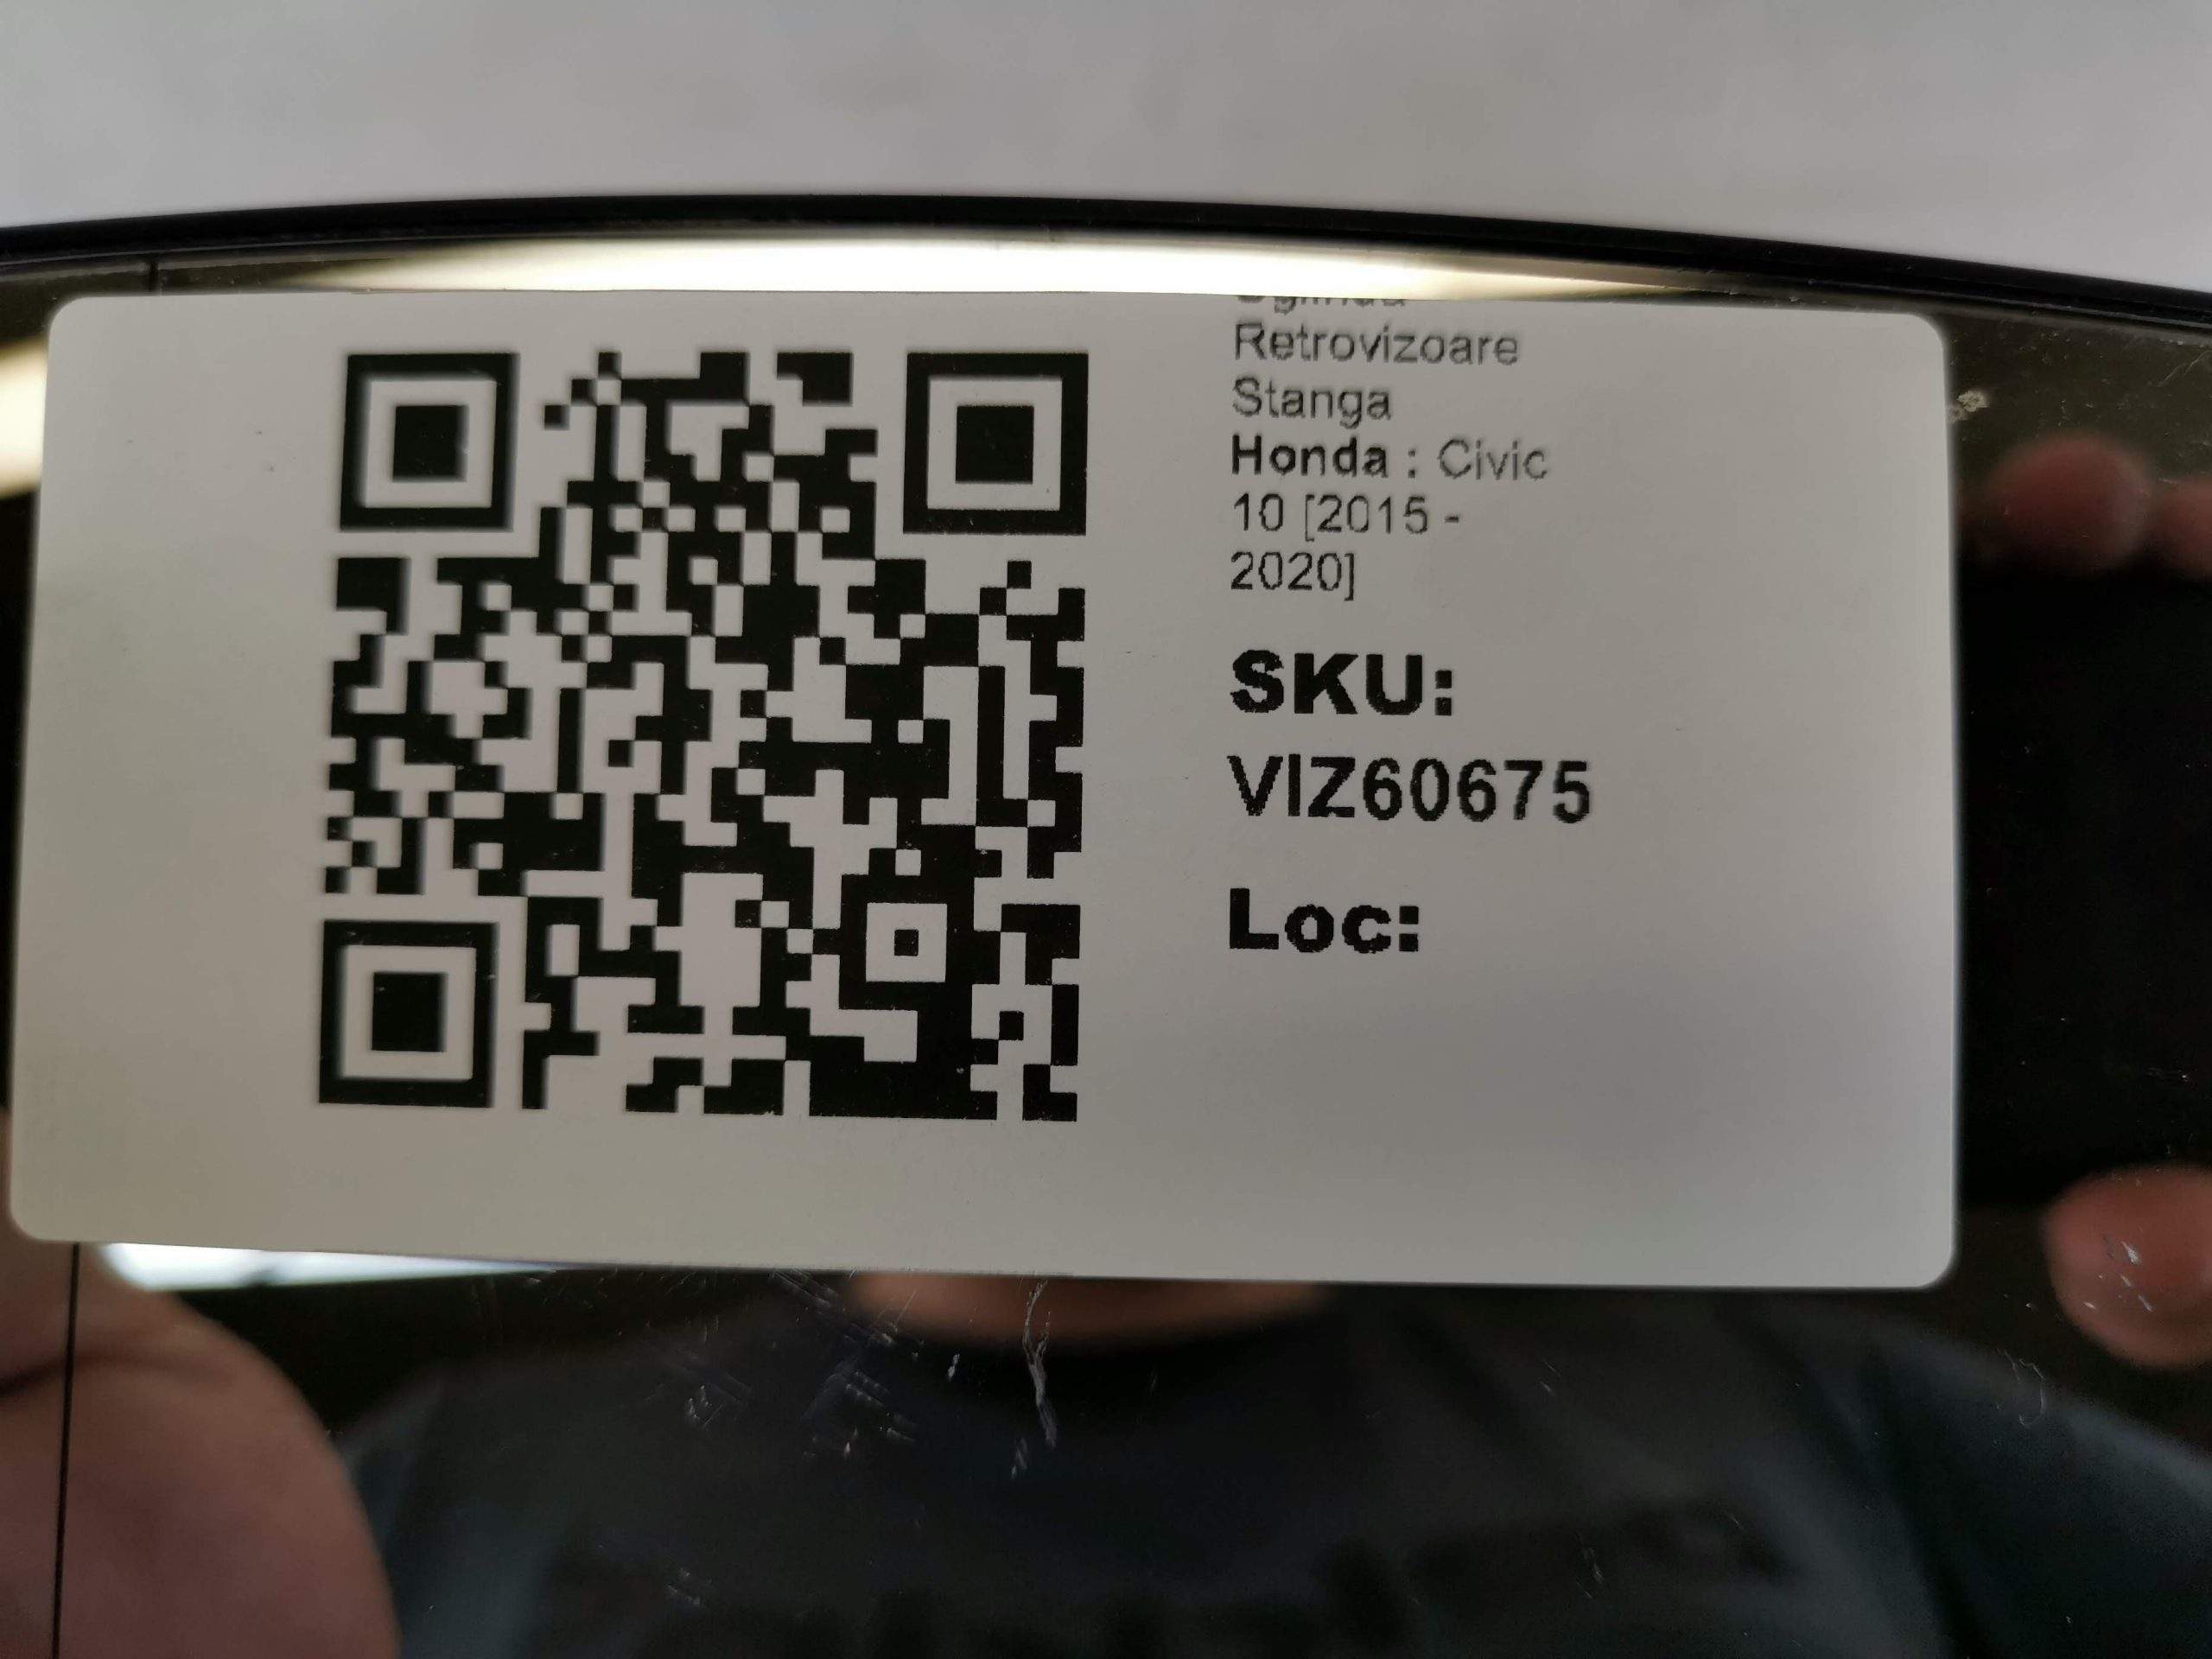 Retrovizoare
Stanga
Honda : Civic
10 [2015 -
2020]
SKU:
VIZ60675
Loc: